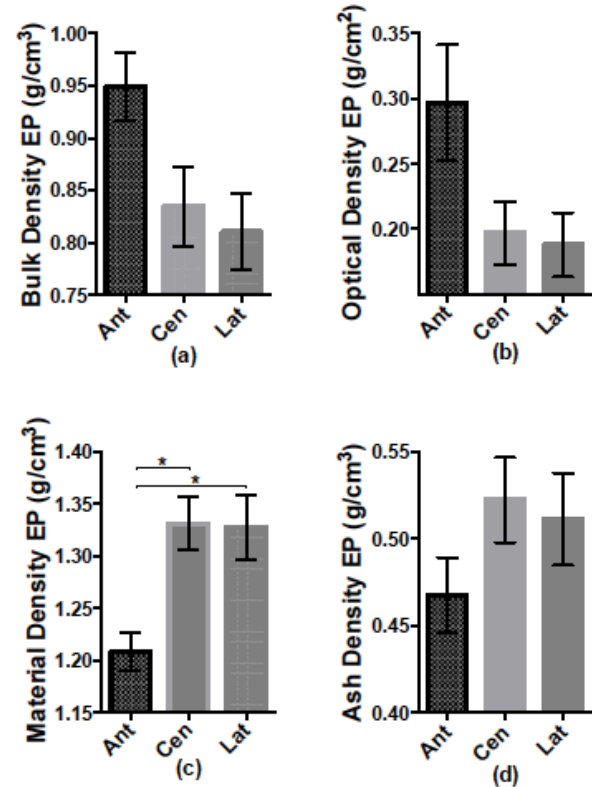 Bulk Density EP (g/cm³)
1.00
0.95
0.90
0.85
0.80
0.75
Ant
Cen
Lat
(a)
Optical Density EP (g/cm²)
0.35
0.30
0.25
0.20
Ant
Cen
Lat
(b)
Material Density EP (g/cm³)
1.40
1.35
1.30
1.25
1.20
1.15
*
*
Ant
Cen
Lat
(c)
Ash Density EP (g/cm³)
0.55
0.50
0.45
0.40
Ant
Cen
Lat
(d)